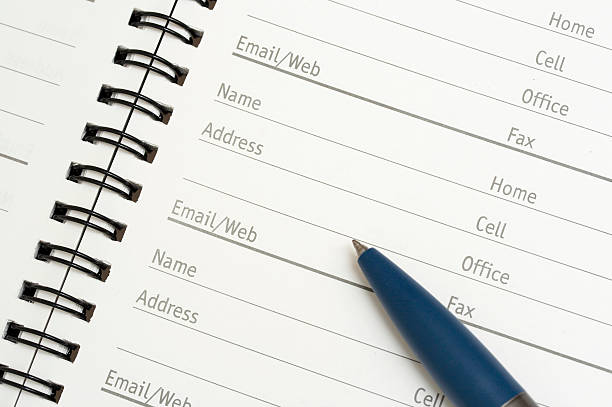 Home
Cell
Office
Email/Web Fax
Name Home
Address Cell
Office
Email/Web Fax
Name
Address Cell
Email/Web